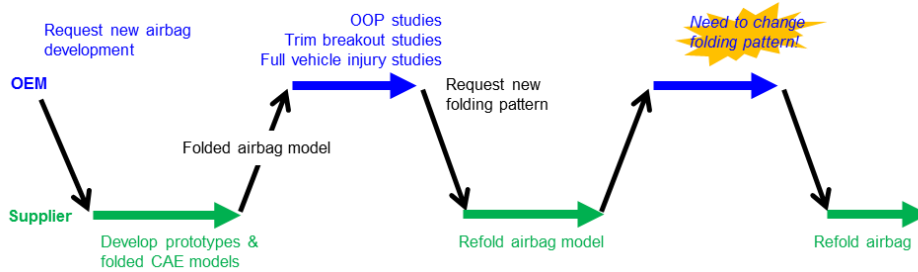 Request new airbag
development
OOP studies
Trim breakout studies
Full vehicle injury studies
Need to change
folding pattern!
OEM
Request new
folding pattern
Folded airbag model
Supplier
Develop prototypes &
folded CAE models
Refold airbag model
Refold airbag